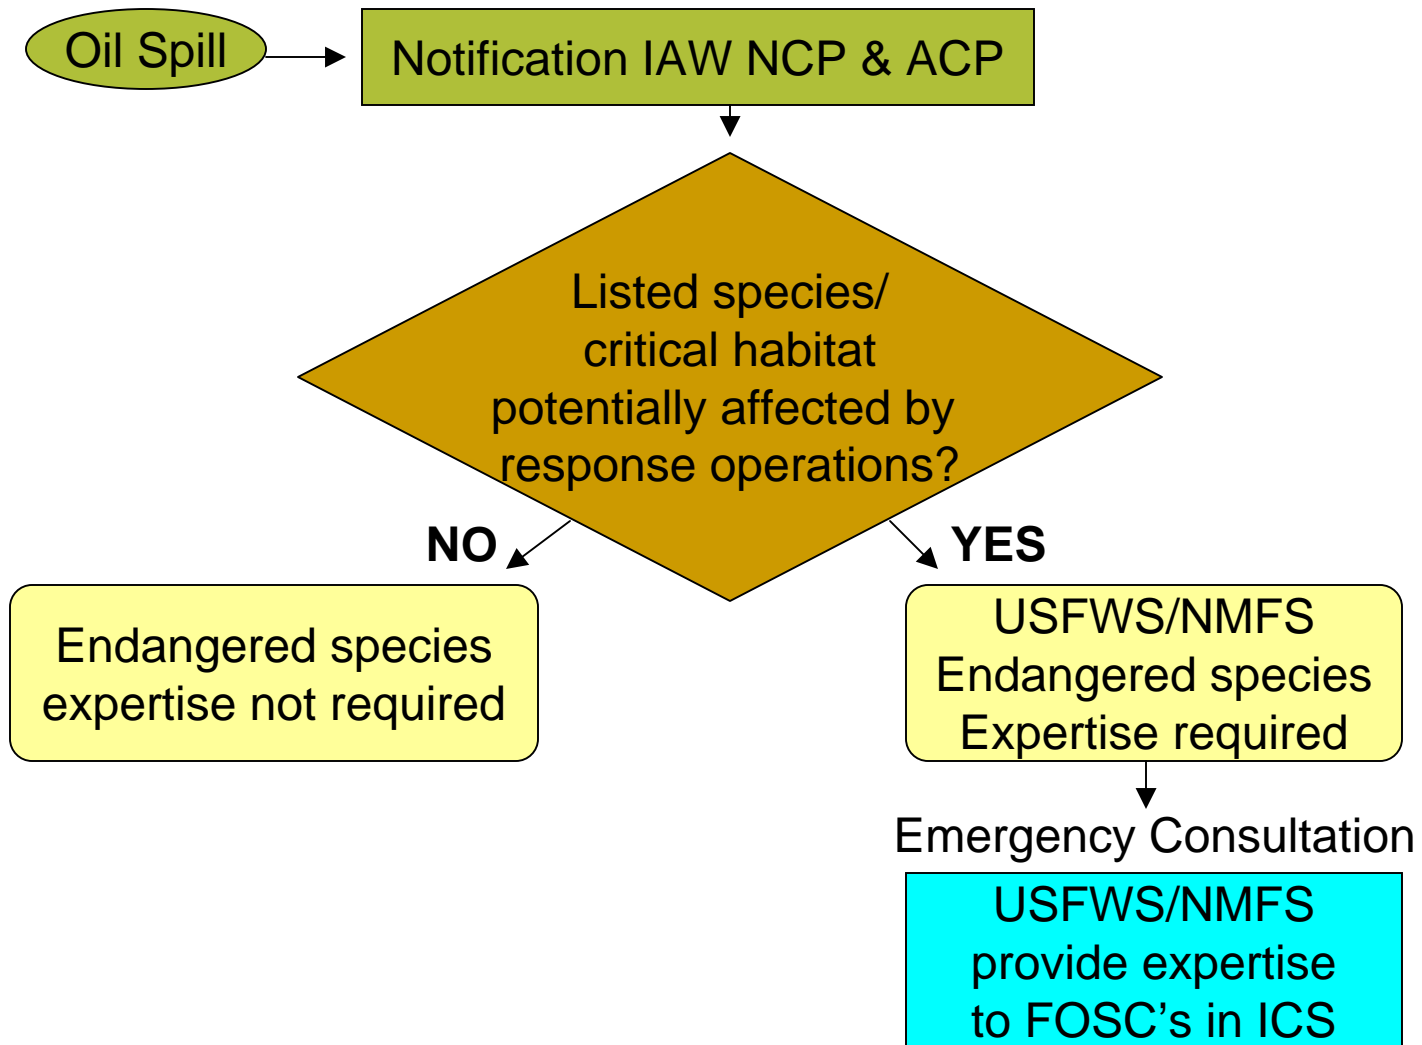 Oil Spill
Notification IAW NCP & ACP
Listed species/
critical habitat
potentially affected by
response operations?
NO
YES
Endangered species
expertise not required
USFWS/NMFS
Endangered species
Expertise required
Emergency Consultation
USFWS/NMFS
provide expertise
to FOSC’s in ICS